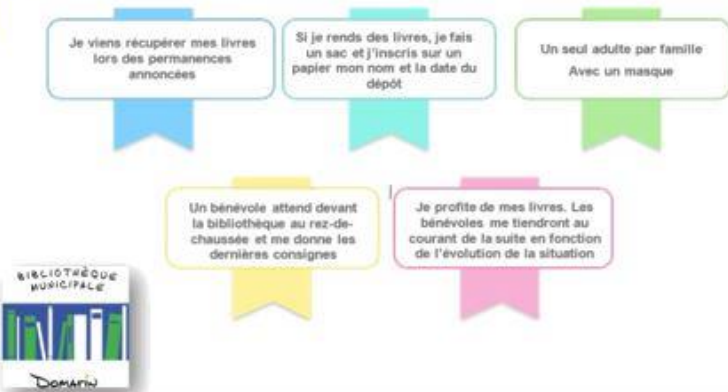 Je viens récupérer mes livres
lors des permanences
annoncées
Si je rends des livres, je fais
un sac et j'inscris sur un
papier mon nom et la date du
dépôt
Un seul adulte par famille
Avec un masque
Un bénévole attend devant
la bibliothèque au rez-de-
chaussée et me donne les
dernières consignes
Je profite de mes livres. Les
bénévoles me tiendront au
courant de la suite en fonction
de l'évolution de la situation
BIBLIOTHÈQUE
MUNICIPALE
DOMARIN